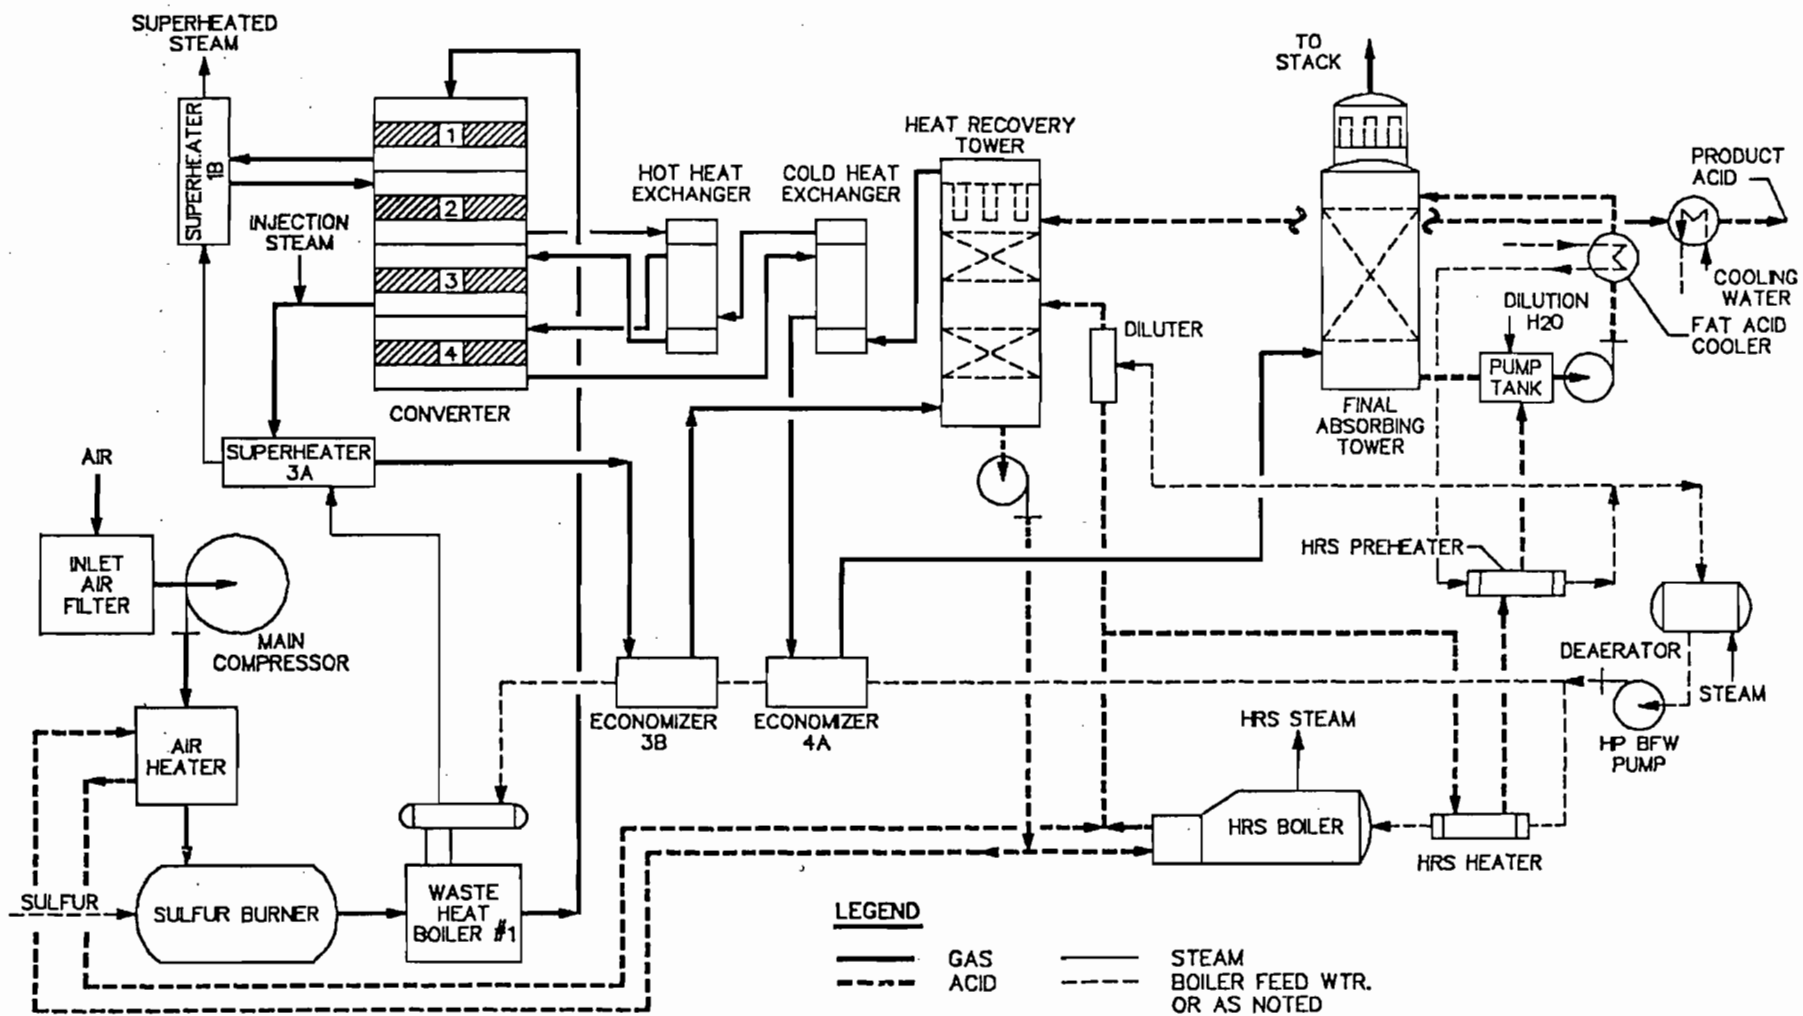 SUPERHEATED
STEAM
SUPERHEATER
1B
INJECTION
STEAM
1
2
3
4
CONVERTER
SUPERHEATER
3A
AIR
INLET
AIR
FILTER
MAIN
COMPRESSOR
AIR
HEATER
SULFUR
SULFUR BURNER
WASTE
HEAT
BOILER #1
HOT HEAT
EXCHANGER
COLD HEAT
EXCHANGER
HEAT RECOVERY
TOWER
DILUTER
ECONOMIZER
3B
ECONOMIZER
4A
TO
STACK
FINAL
ABSORBING
TOWER
PRODUCT
ACID
COOLING
WATER
FAT ACID
COOLER
DILUTION
H2O
PUMP
TANK
HRS PREHEATER
DEAERATOR
STEAM
HP BFW
PUMP
HRS STEAM
HRS BOILER
HRS HEATER
LEGEND
GAS
ACID
STEAM
BOILER FEED WTR.
OR AS NOTED